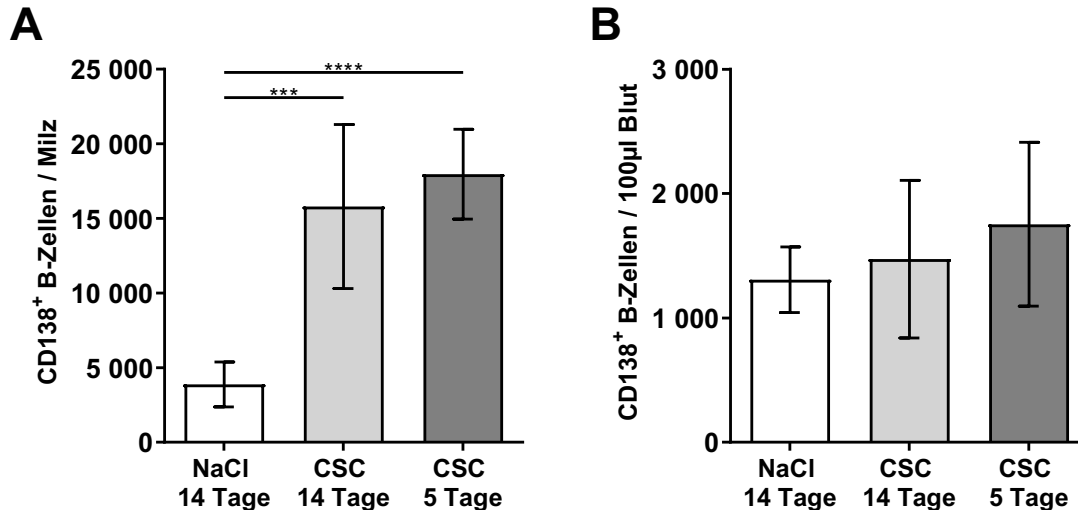 A
CD138+ B-Zellen / Milz
25 000
20 000
15 000
10 000
5 000
0
****
***
NaCl
14 Tage
CSC
14 Tage
CSC
5 Tage
B
CD138+ B-Zellen / 100µl Blut
3 000
2 000
1 000
0
NaCl
14 Tage
CSC
14 Tage
CSC
5 Tage